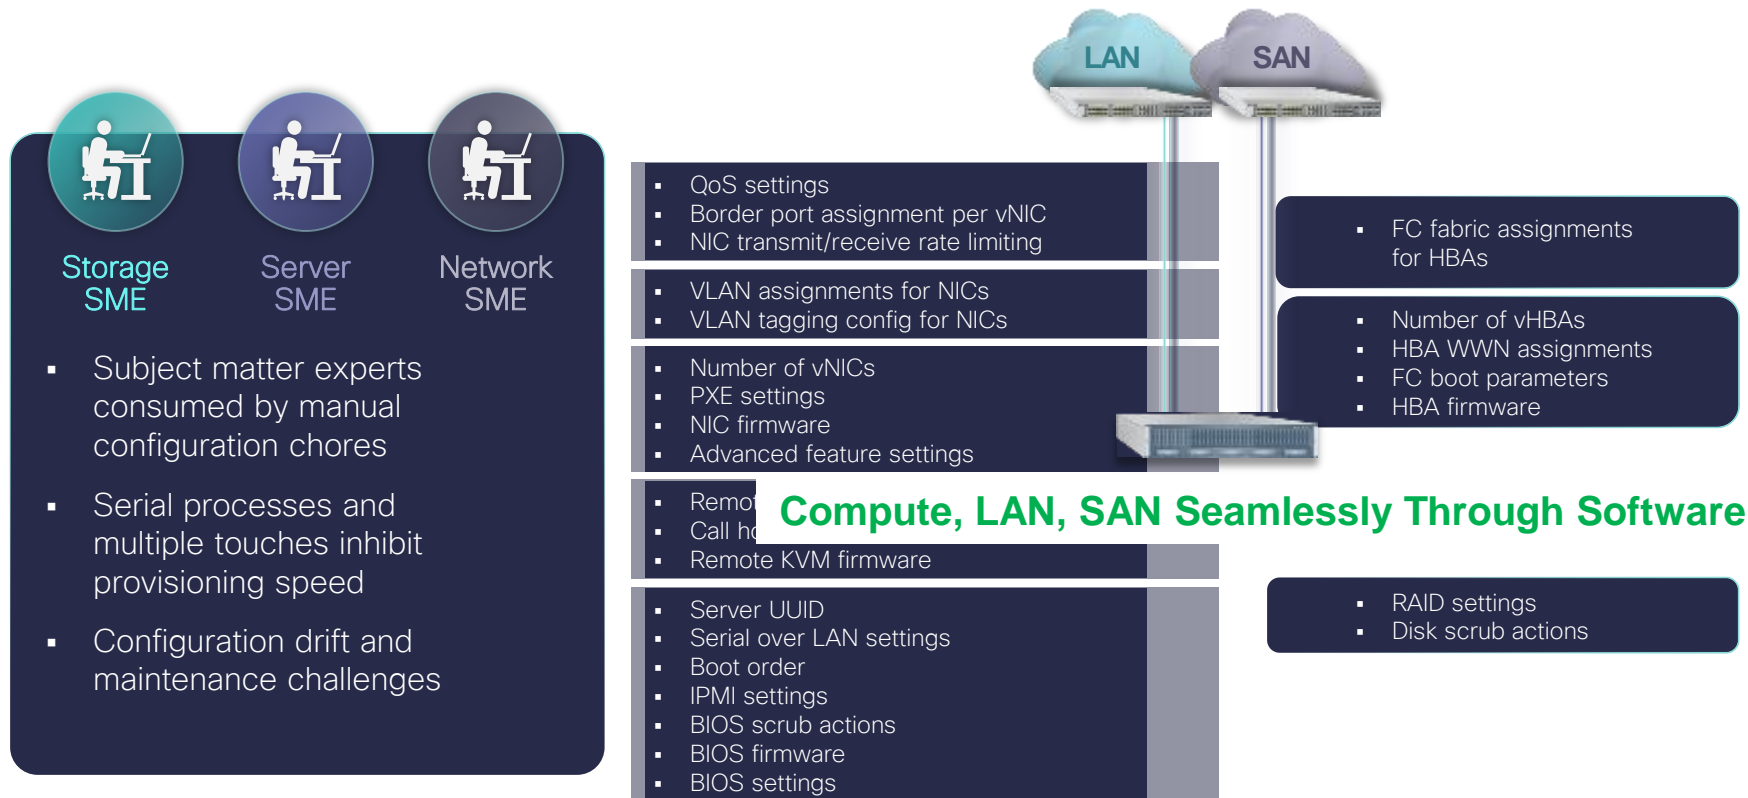 LAN
SAN
Storage
SME
Server
SME
Network
SME
▪ Subject matter experts
consumed by manual
configuration chores
▪ Serial processes and
multiple touches inhibit
provisioning speed
▪ Configuration drift and
maintenance challenges
▪ QoS settings
▪ Border port assignment per vNIC
▪ NIC transmit/receive rate limiting
▪ VLAN assignments for NICs
▪ VLAN tagging config for NICs
▪ Number of vNICs
▪ PXE settings
▪ NIC firmware
▪ Advanced feature settings
▪ Call
▪ Remote KVM firmware
▪ Server UUID
▪ Serial over LAN settings
▪ Boot order
▪ IPMI settings
▪ BIOS scrub actions
▪ BIOS firmware
▪ BIOS settings
▪ FC fabric assignments
for HBAs
▪ Number of vHBAs
▪ HBA WWN assignments
▪ FC boot parameters
▪ HBA firmware
Compute, LAN, SAN Seamlessly Through Software
▪ RAID settings
▪ Disk scrub actions